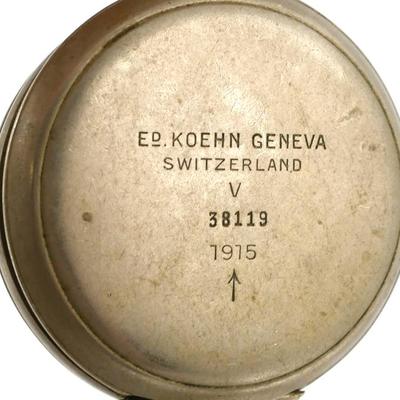 ED. KOEHN GENEVA
SWITZERLAND
V
38119
1915
↑